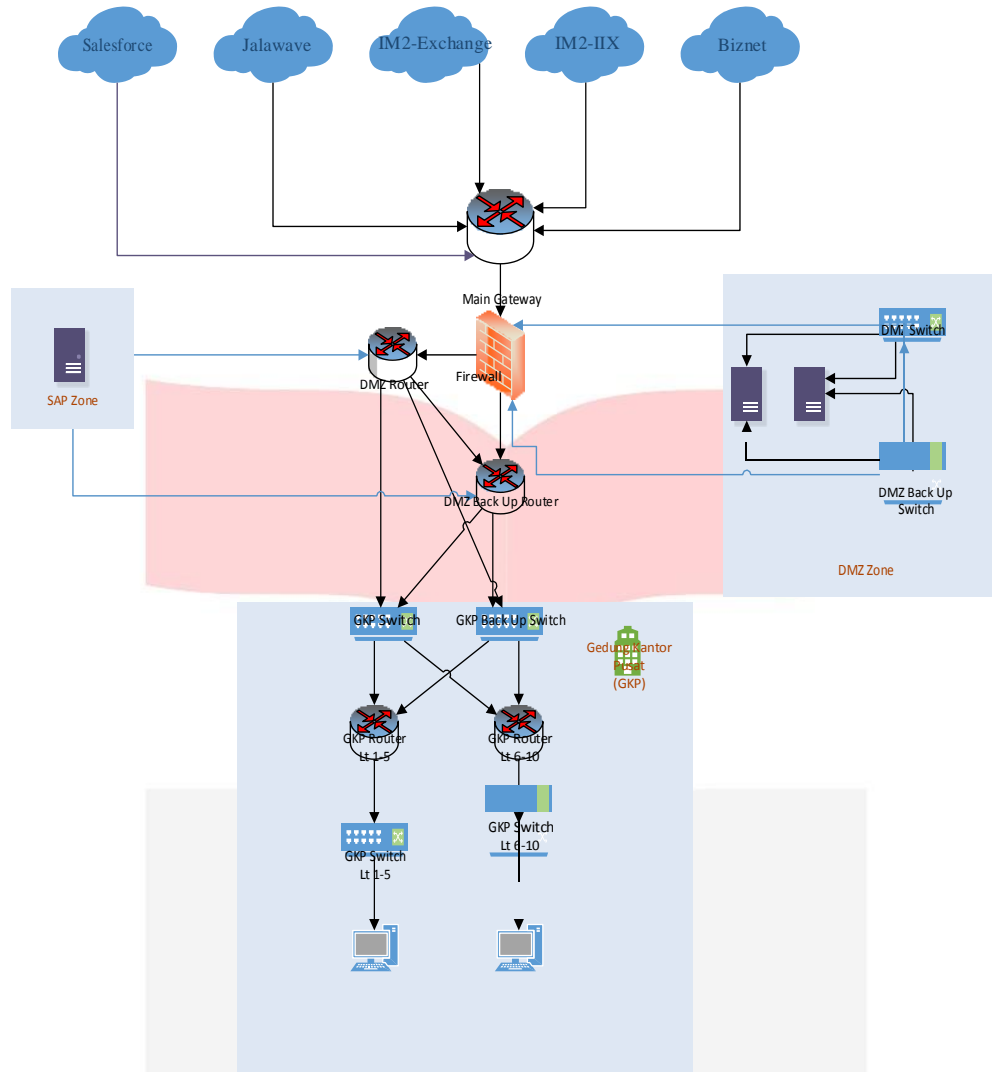 Salesforce
Jalawave
IM2-Exchange
IM2-IIX
Biznet
Main Gateway
DMZ Switch
Firewall
DMZ Router
SAP Zone
DMZ Back Up Router
DMZ Back Up
Switch
DMZ Zone
GKP Switch
GKP Back Up Switch
Gedung Kantor
Pusat
(GKP)
GKP Router
Lt 1-5
GKP Router
Lt 6-10
GKP Switch
Lt 6-10
GKP Switch
Lt 1-5